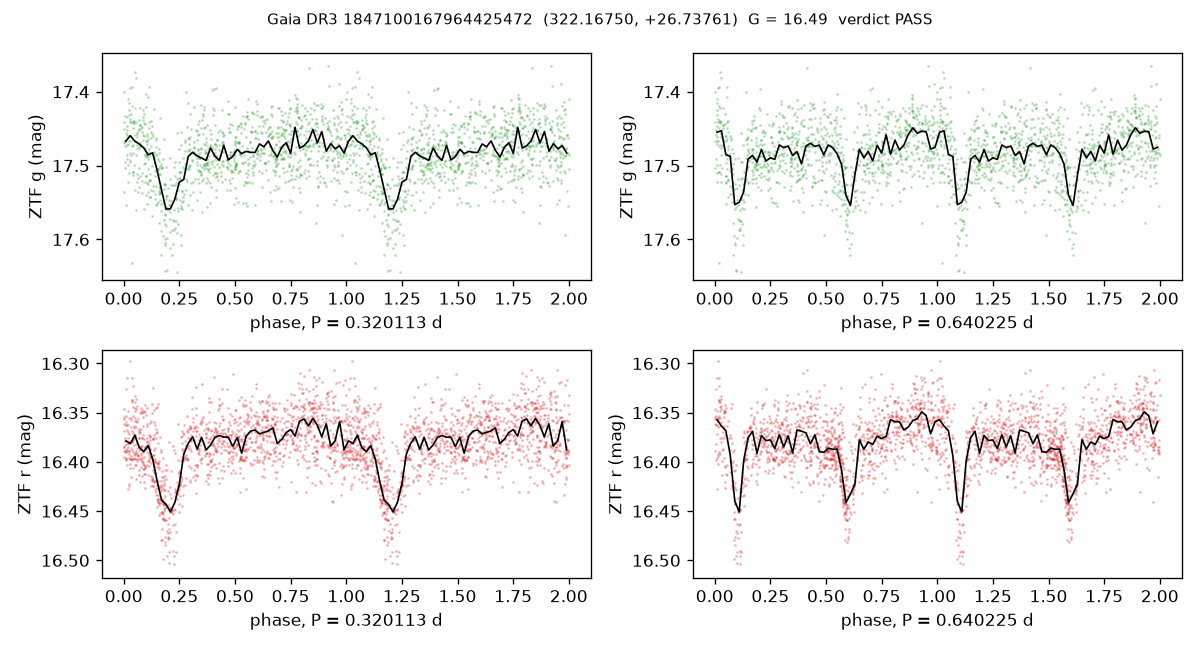 Gaia DR3 1847100167964425472 (322.16750, +26.73761) G = 16.49 verdict PASS
ZTF g (mag)
17.4
17.5
17.6
0.00 0.25 0.50 0.75 1.00 1.25 1.50 1.75 2.00
phase, P = 0.320113 d
ZTF g (mag)
17.4
17.5
17.6
0.00 0.25 0.50 0.75 1.00 1.25 1.50 1.75 2.00
phase, P = 0.640225 d
ZTF r (mag)
16.30
16.35
16.40
16.45
16.50
0.00 0.25 0.50 0.75 1.00 1.25 1.50 1.75 2.00
phase, P = 0.320113 d
ZTF r (mag)
16.30
16.35
16.40
16.45
16.50
0.00 0.25 0.50 0.75 1.00 1.25 1.50 1.75 2.00
phase, P = 0.640225 d